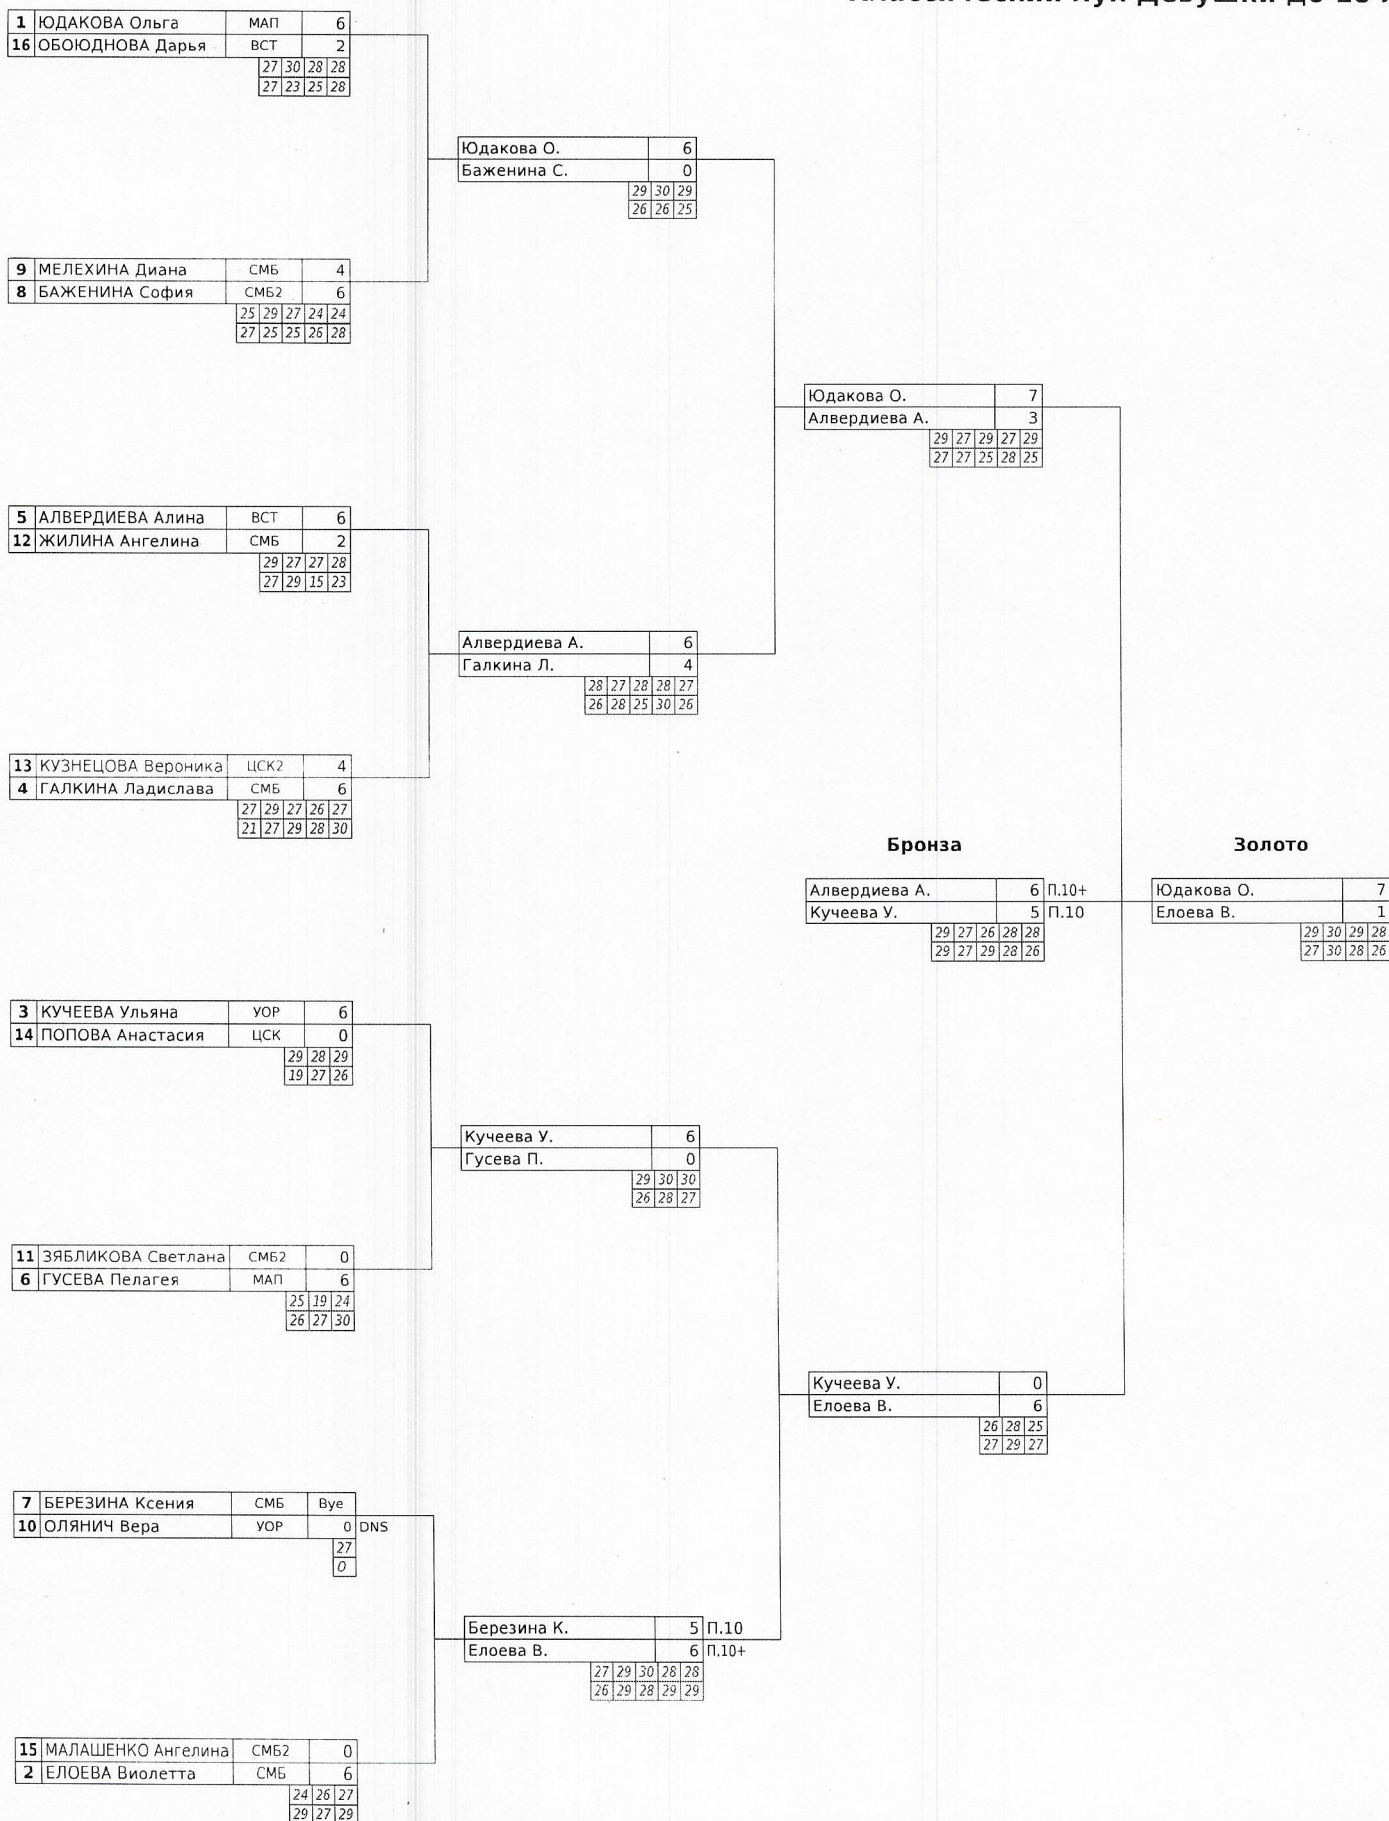 1 ЮДАКОВА Ольга МАП 6
16 ОБОЮДНОВА Дарья ВСТ 2
27 30 28 28
27 23 25 28
Юдакова О. 6
Баженина С. 0
29 30 29
26 26 25
9 МЕЛЕХИНА Диана СМБ 4
8 БАЖЕНИНА София СМБ2 6
25 29 27 24 24
27 25 25 26 28
Юдакова О. 7
Алвердиева А. 3
29 27 29 27 29
27 27 25 28 25
5 АЛВЕРДИЕВА Алина ВСТ 6
12 ЖИЛИНА Ангелина СМБ 2
29 27 27 28
27 29 15 23
Алвердиева А. 6
Галкина Л. 4
28 27 28 28 27
26 28 25 30 26
13 КУЗНЕЦОВА Вероника ЦСК2 4
4 ГАЛКИНА Ладислава СМБ 6
27 29 27 26 27
21 27 29 28 30
Бронза Золото
Алвердиева А. 6 П.10+ Юдакова О. 7
Кучеева У. 5 П.10 Елоева В. 1
29 27 26 28 28 29 30 29 28
29 27 29 28 26 27 30 28 26
3 КУЧЕЕВА Ульяна УОР 6
14 ПОПОВА Анастасия ЦСК 0
29 28 29
19 27 26
Кучеева У. 6
Гусева П. 0
29 30 30
26 28 27
11 ЗЯБЛИКОВА Светлана СМБ2 0
6 ГУСЕВА Пелагея МАП 6
25 19 24
26 27 30
Кучеева У. 0
Елоева В. 6
26 28 25
27 29 27
7 БЕРЕЗИНА Ксения СМБ Bye
10 ОЛЯНИЧ Вера УОР 0 DNS
27
0
Березина К. 5 П.10
Елоева В. 6 П.10+
27 29 30 28 28
26 29 28 29 29
15 МАЛАШЕНКО Ангелина СМБ2 0
2 ЕЛОЕВА Виолетта СМБ 6
24 26 27
29 27 29